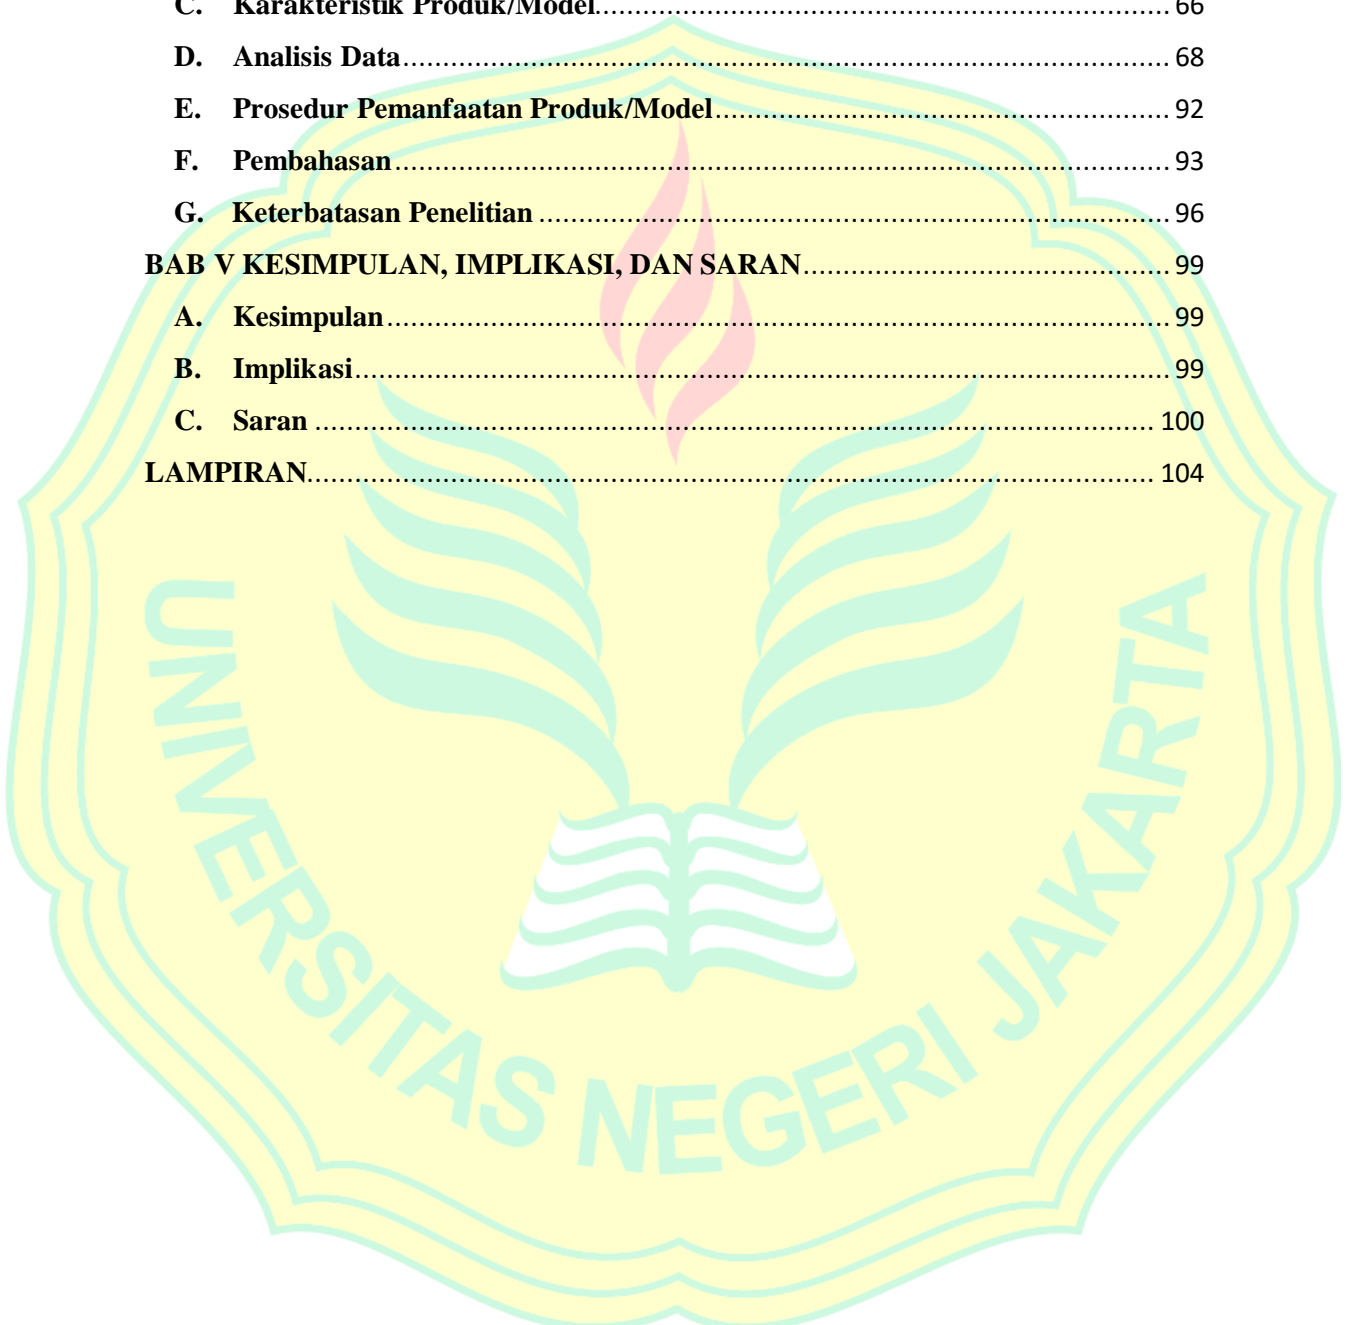 C. Karakteristik Produk/Model.......................................................................... 66
D. Analisis Data................................................................................................ 68
E. Prosedur Pemanfaatan Produk/Model......................................................... 92
F. Pembahasan................................................................................................. 93
G. Keterbatasan Penelitian............................................................................... 96
BAB V KESIMPULAN, IMPLIKASI, DAN SARAN.............................................. 99
A. Kesimpulan.................................................................................................. 99
B. Implikasi...................................................................................................... 99
C. Saran......................................................................................................... 100
LAMPIRAN.......................................................................................................... 104
UNIVERSITAS NEGERI JAKARTA